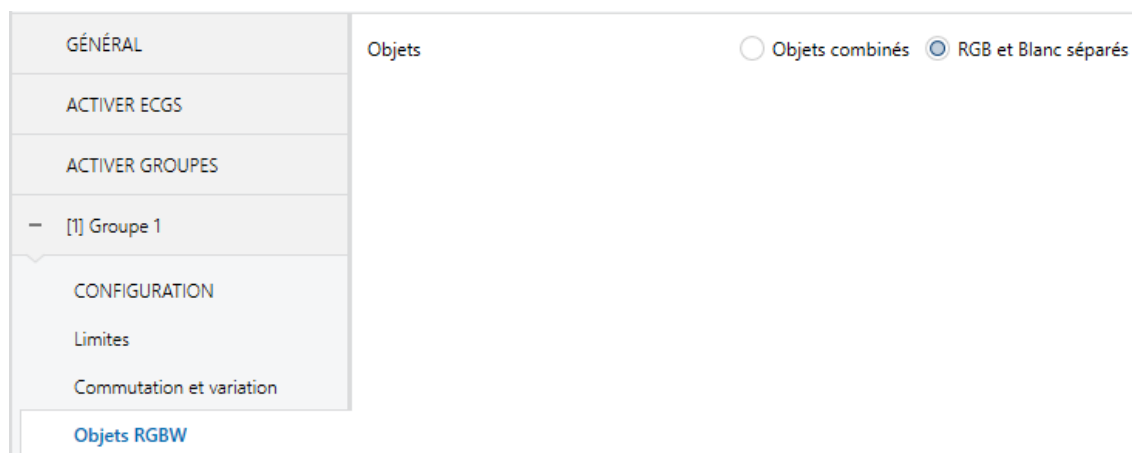 GÉNÉRAL
Objets
Objets combinés
RGB et Blanc séparés
ACTIVER ECGS
ACTIVER GROUPES
− [1] Groupe 1
CONFIGURATION
Limites
Commutation et variation
Objets RGBW